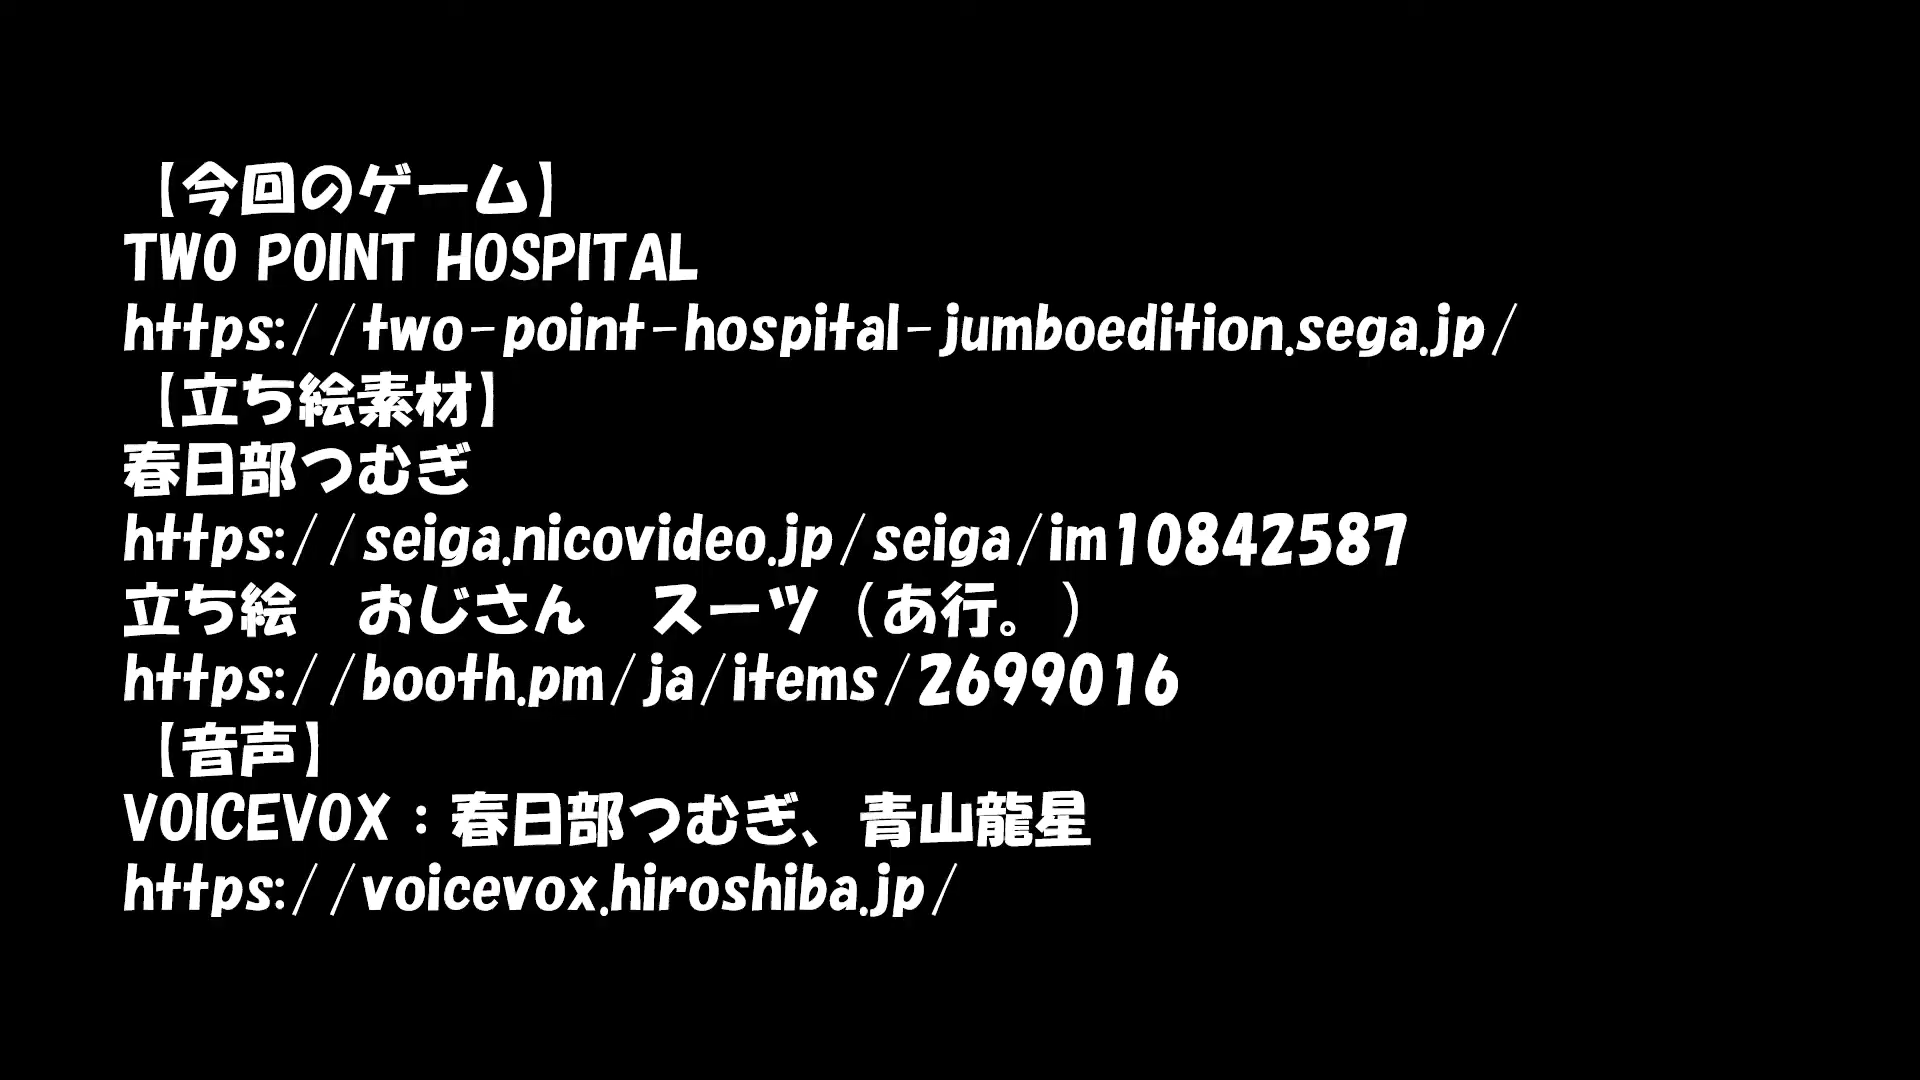 【今回のゲーム】
TWO POINT HOSPITAL
https://two-point-hospital-jumboedition.sega.jp/
【立ち絵素材】
春日部つむぎ
https://seiga.nicovideo.jp/seiga/im10842587
立ち絵　おじさん　スーツ（あ行。）
https://booth.pm/ja/items/2699016
【音声】
VOICEVOX：春日部つむぎ、青山龍星
https://voicevox.hiroshiba.jp/